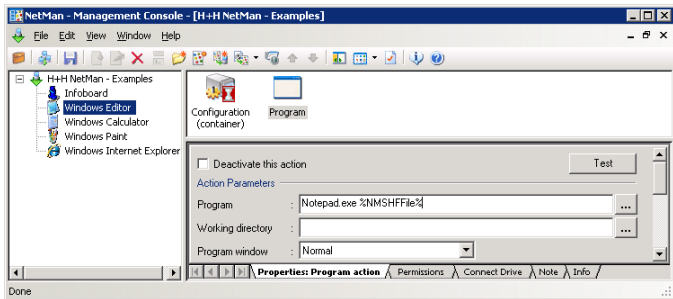 NetMan - Management Console - [H+H NetMan - Examples]
File Edit View Window Help
H+H NetMan - Examples
Infoboard
Windows Editor
Windows Calculator
Windows Paint
Windows Internet Explorer
Configuration
(container)
Program
Deactivate this action
Test
Action Parameters
Program : Notepad.exe %NMSHFFile%
...
Working directory :
...
Program window : Normal
Properties: Program action Permissions Connect Drive Note Info
Done